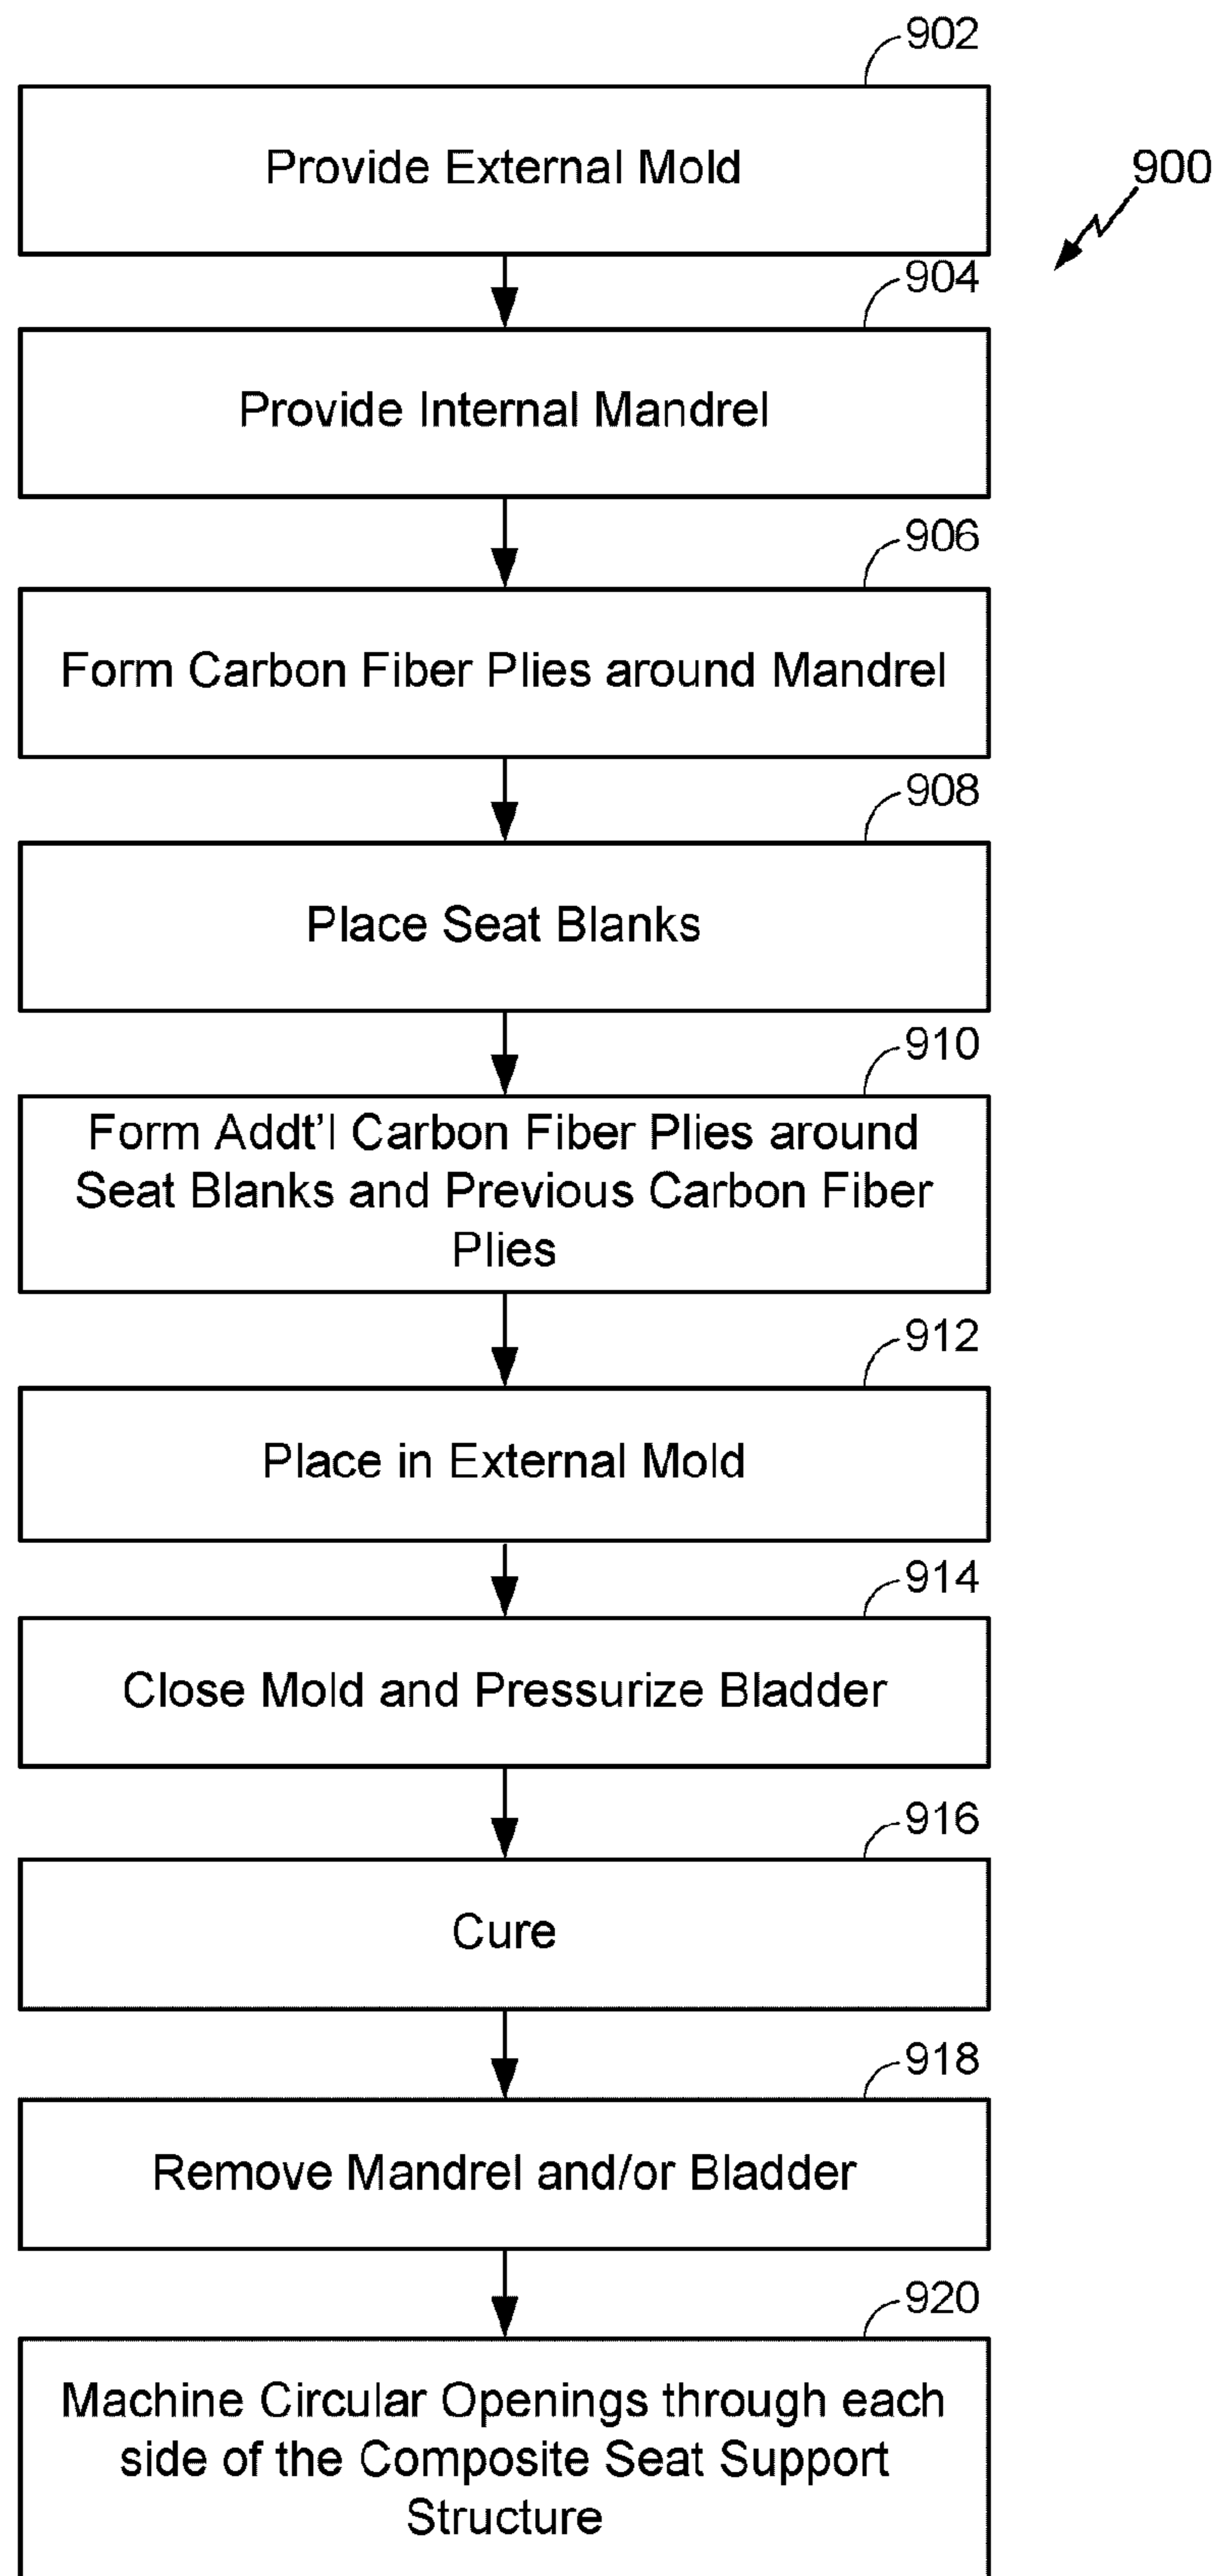 902
Provide External Mold
900
904
Provide Internal Mandrel
906
Form Carbon Fiber Plies around Mandrel
908
Place Seat Blanks
910
Form Addt'l Carbon Fiber Plies around
Seat Blanks and Previous Carbon Fiber
Plies
912
Place in External Mold
914
Close Mold and Pressurize Bladder
916
Cure
918
Remove Mandrel and/or Bladder
920
Machine Circular Openings through each
side of the Composite Seat Support
Structure